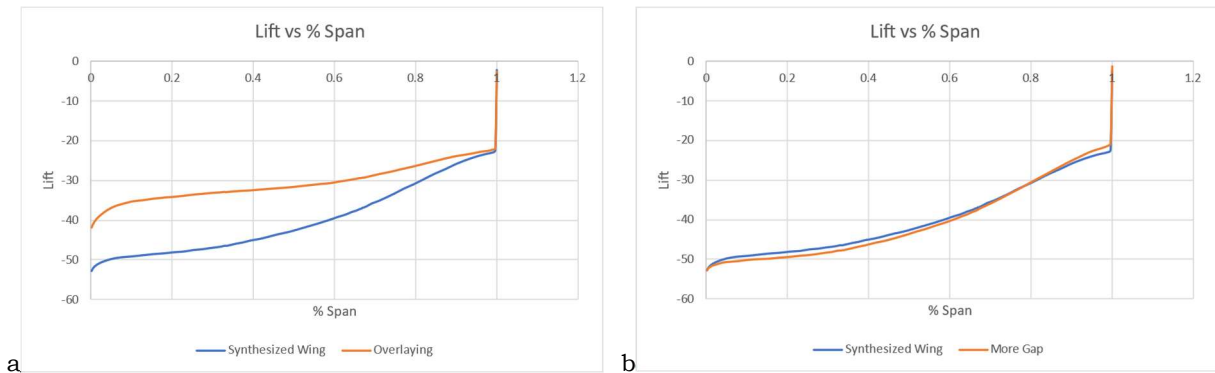 Lift vs % Span
0
0 0.2 0.4 0.6 0.8 1 1.2
-10
-20
-30
-40
-50
-60
Lift
% Span
Synthesized Wing Overlaying
a
Lift vs % Span
0
0 0.2 0.4 0.6 0.8 1 1.2
-10
-20
-30
-40
-50
-60
Lift
% Span
Synthesized Wing More Gap
b